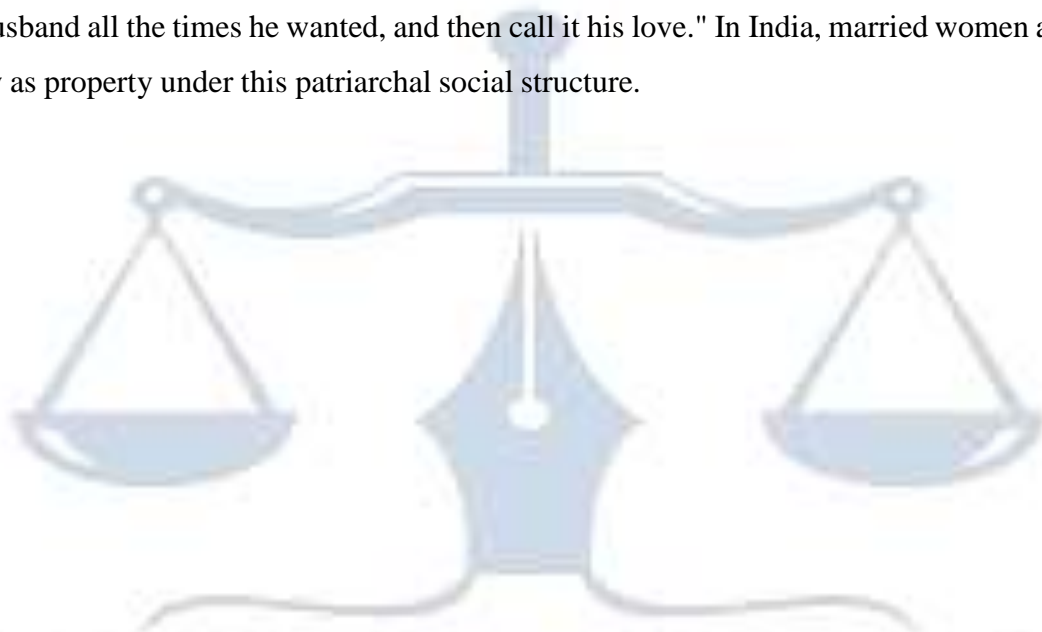 all the times he wanted, and then call it his love." In India, married women
as property under this patriarchal social structure.